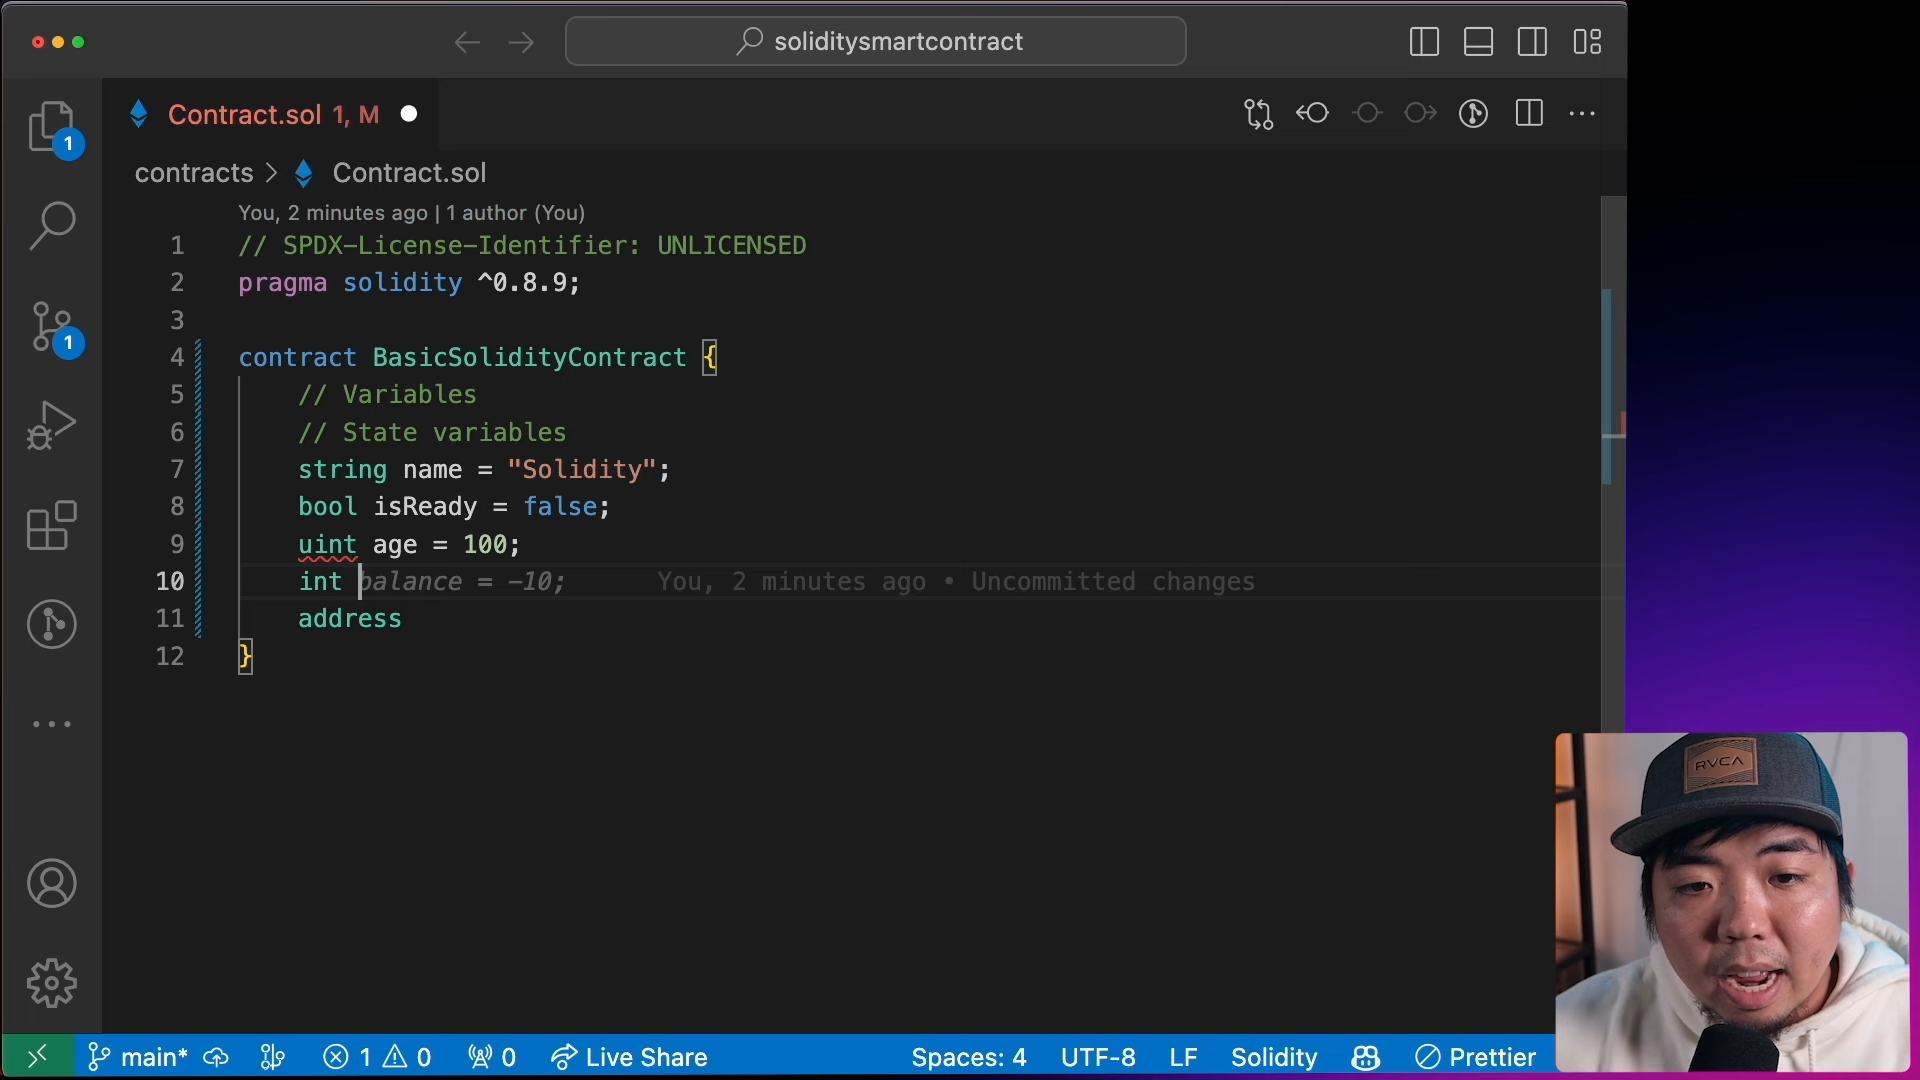 soliditysmartcontract
Contract.sol 1, M
1
contracts > Contract.sol
You, 2 minutes ago | 1 author (You)
1 // SPDX-License-Identifier: UNLICENSED
2 pragma solidity ^0.8.9;
3
4 contract BasicSolidityContract {
5 // Variables
6 // State variables
7 string name = "Solidity";
8 bool isReady = false;
9 uint age = 100;
10 int balance = -10; You, 2 minutes ago • Uncommitted changes
11 address
12 }
1
RVCA
main* 1 0 0 Live Share Spaces: 4 UTF-8 LF Solidity Prettier